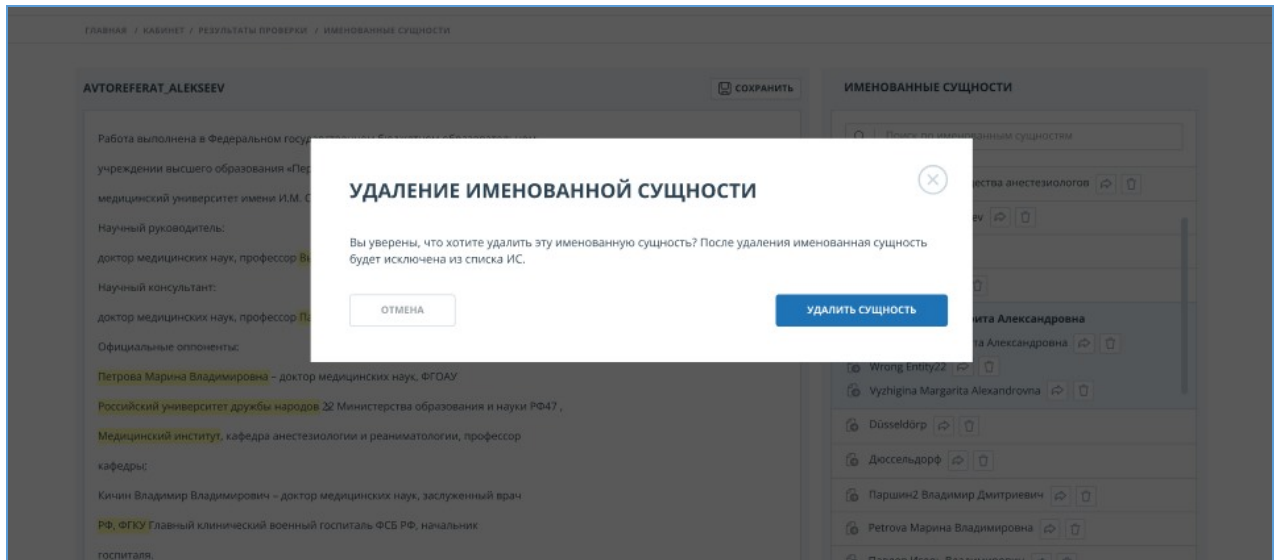 ГЛАВНАЯ / КАБИНЕТ / РЕЗУЛЬТАТЫ ПРОВЕРКИ / ИМЕНОВАННЫЕ СУЩНОСТИ
AVTOREFERAT_ALEKSEEV
СОХРАНИТЬ
Работа выполнена в Федеральном
учреждении высшего образования
медицинский университет имени И.М.
Научный руководитель:
доктор медицинских наук, профессор
Научный консультант:
доктор медицинских наук, профессор
Официальные оппоненты:
Петрова Марина Владимировна – доктор медицинских наук, ФГОАУ
Российский университет дружбы народов 22 Министерства образования и науки РФ47 ,
Медицинский институт, кафедра анестезиологии и реаниматологии, профессор
кафедры;
Кичин Владимир Владимирович – доктор медицинских наук, заслуженный врач
РФ, ФГКУ Главный клинический военный госпиталь ФСБ РФ, начальник
госпиталя.
УДАЛЕНИЕ ИМЕНОВАННОЙ СУЩНОСТИ
Вы уверены, что хотите удалить эту именованную сущность? После удаления именованная сущность
будет исключена из списка ИС.
ОТМЕНА
УДАЛИТЬ СУЩНОСТЬ
ИМЕНОВАННЫЕ СУЩНОСТИ
Поиск по именованным сущностям
анестезиологов
Александровна
Александровна
Wrong Entity22
Vyzhigina Margarita Alexandrovna
Düsseldörp
Дюссельдорф
Паршин2 Владимир Дмитриевич
Petrova Марина Владимировна